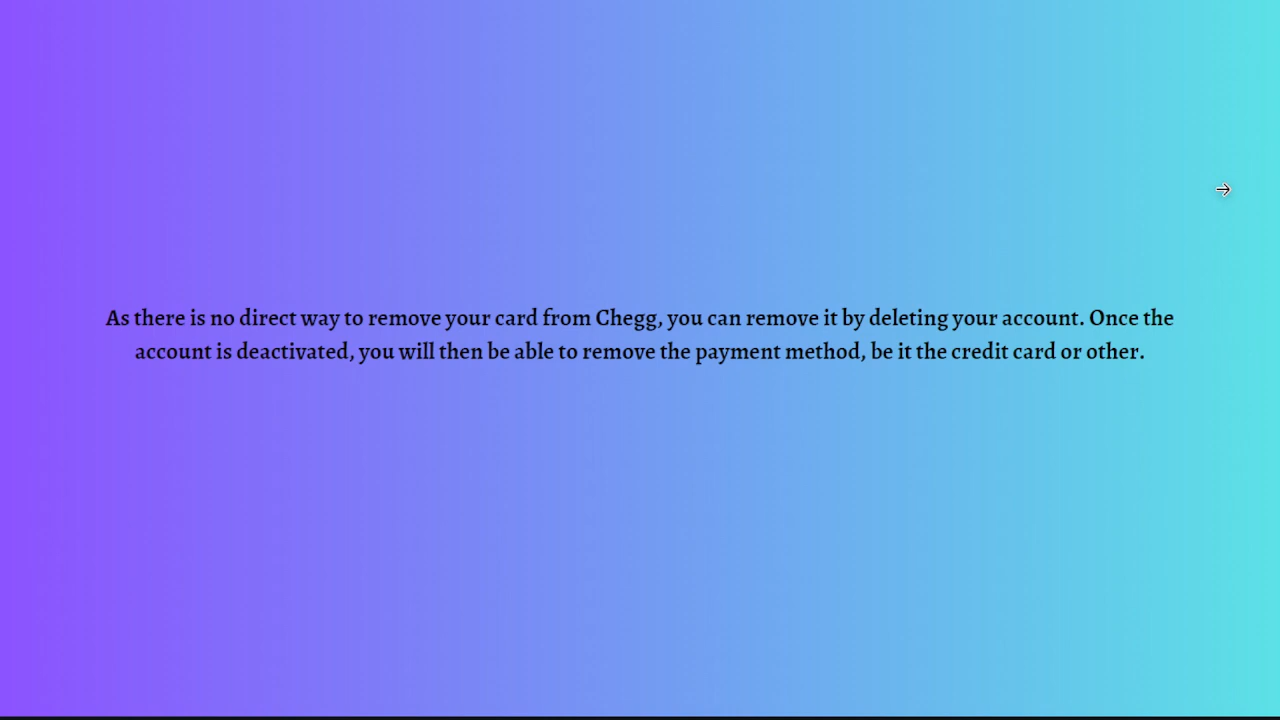 As there is no direct way to remove your card from Chegg, you can remove it by deleting your account. Once the
account is deactivated, you will then be able to remove the payment method, be it the credit card or other.